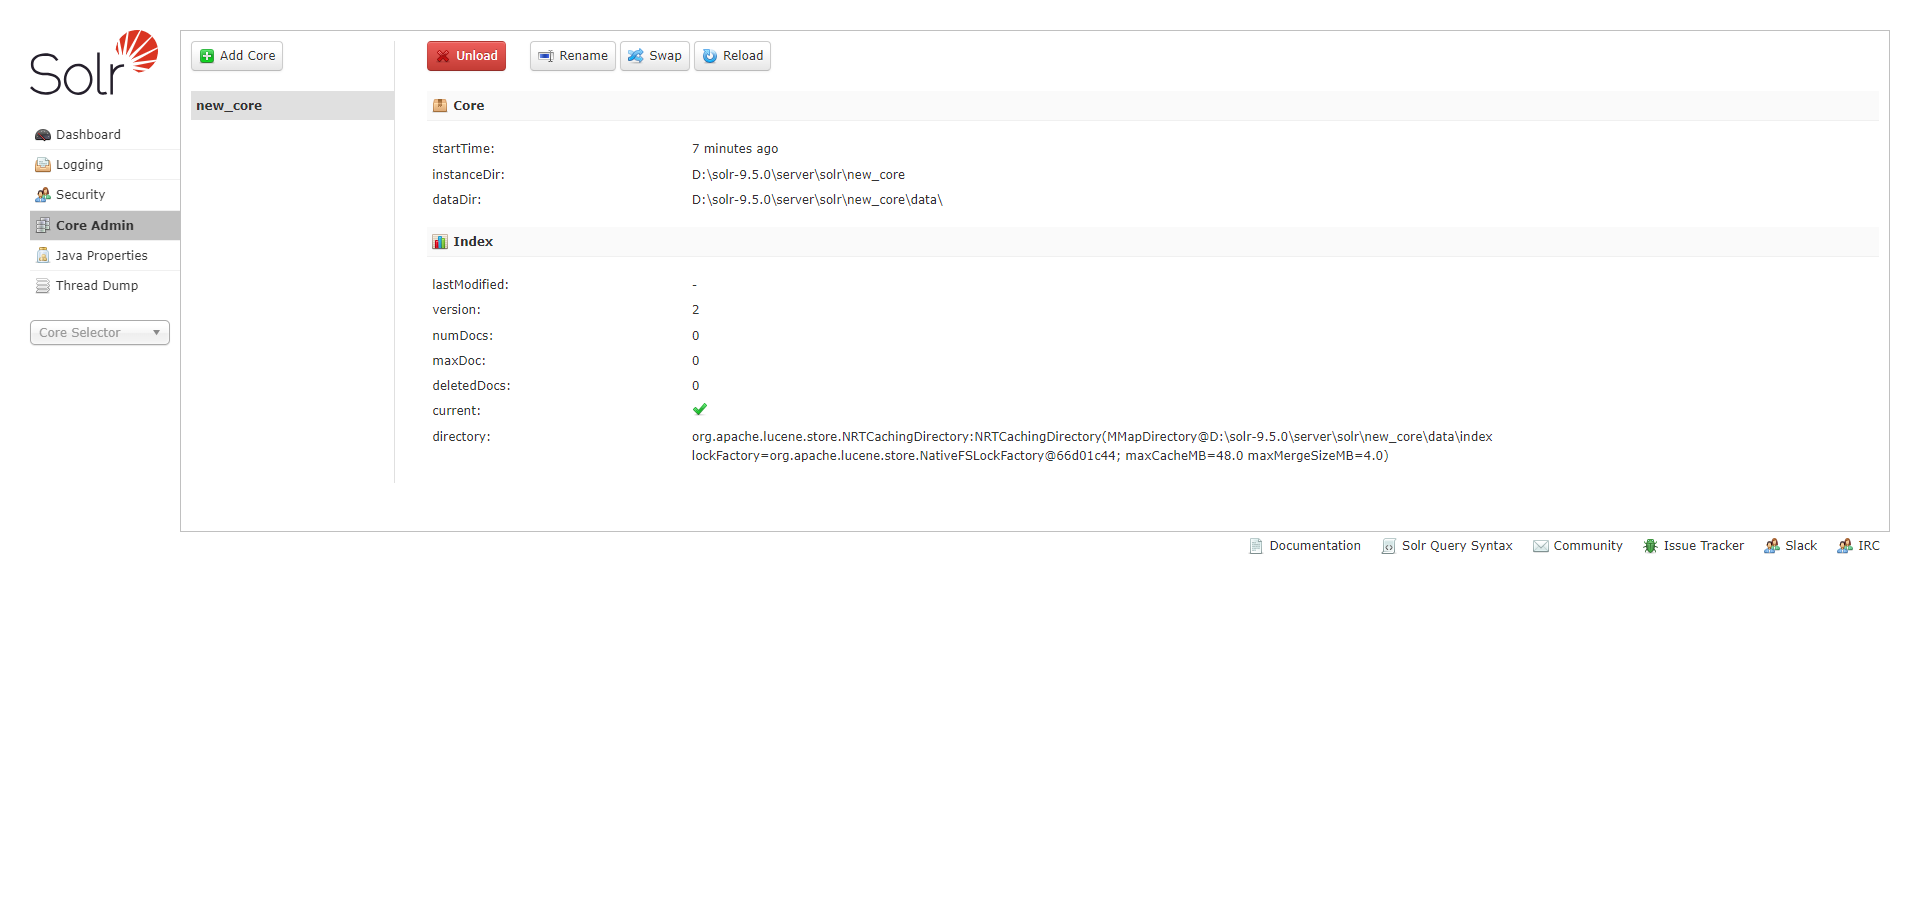 Solr
Dashboard
Logging
Security
Core Admin
Java Properties
Thread Dump
Core Selector
Add Core
new_core
Unload
Rename
Swap
Reload
Core
startTime: 7 minutes ago
instanceDir: D:\solr-9.5.0\server\solr\new_core
dataDir: D:\solr-9.5.0\server\solr\new_core\data\
Index
lastModified: -
version: 2
numDocs: 0
maxDoc: 0
deletedDocs: 0
current:
directory: org.apache.lucene.store.NRTCachingDirectory:NRTCachingDirectory(MMapDirectory@D:\solr-9.5.0\server\solr\new_core\data\index
lockFactory=org.apache.lucene.store.NativeFSLockFactory@66d01c44; maxCacheMB=48.0 maxMergeSizeMB=4.0)
Documentation Solr Query Syntax Community Issue Tracker Slack IRC